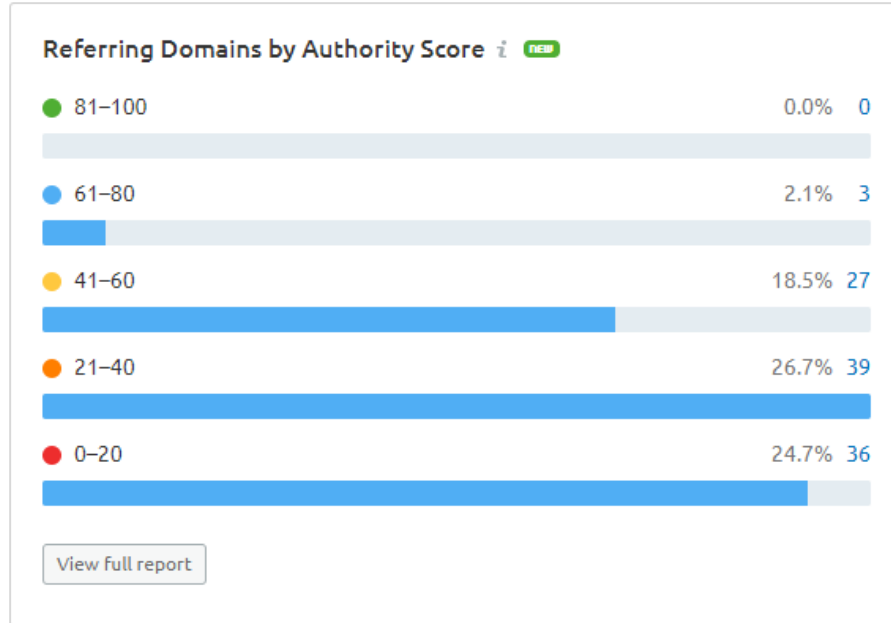 Referring Domains by Authority Score i new
81–100 0.0% 0
61–80 2.1% 3
41–60 18.5% 27
21–40 26.7% 39
0–20 24.7% 36
View full report